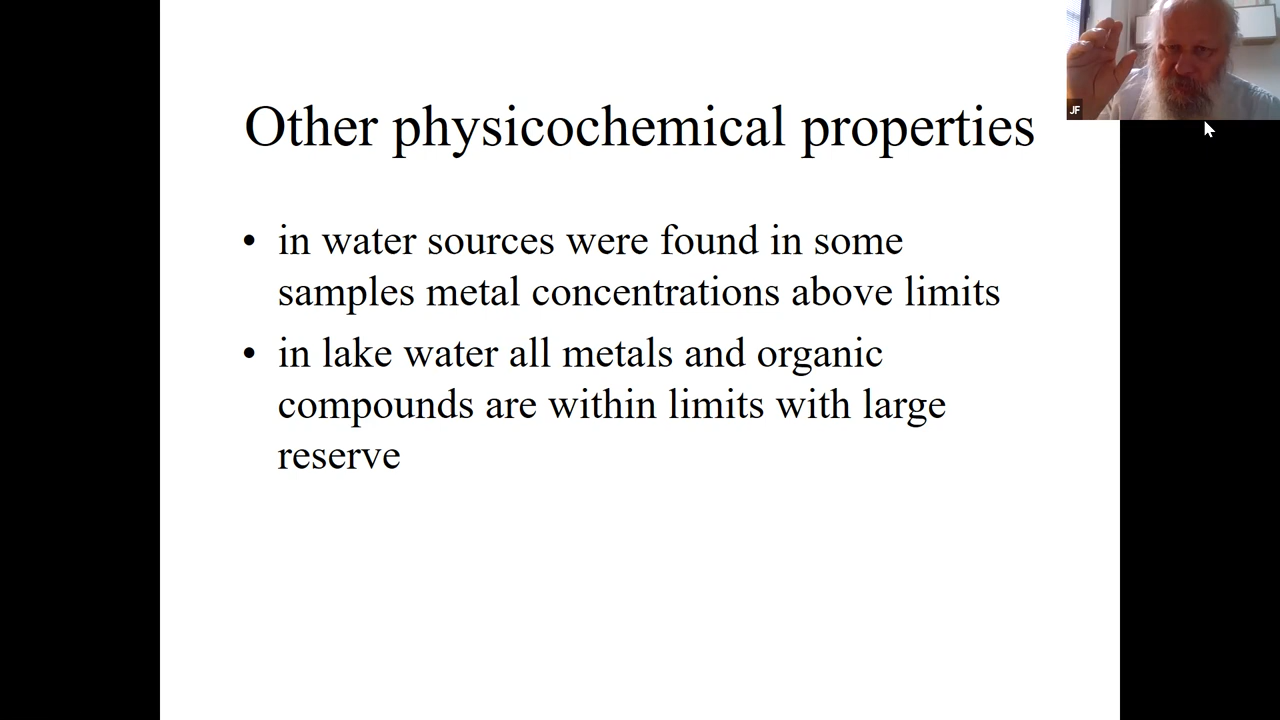 Other physicochemical properties
• in water sources were found in some
samples metal concentrations above limits
• in lake water all metals and organic
compounds are within limits with large
reserve
JF